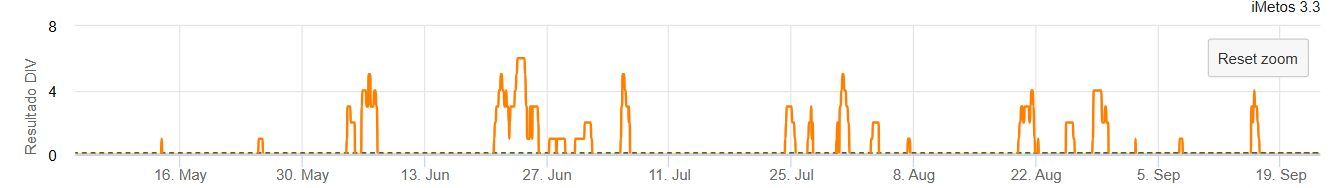 iMetos 3.3
Reset zoom
Resultado DIV
8
4
0
16. May
30. May
13. Jun
27. Jun
11. Jul
25. Jul
8. Aug
22. Aug
5. Sep
19. Sep